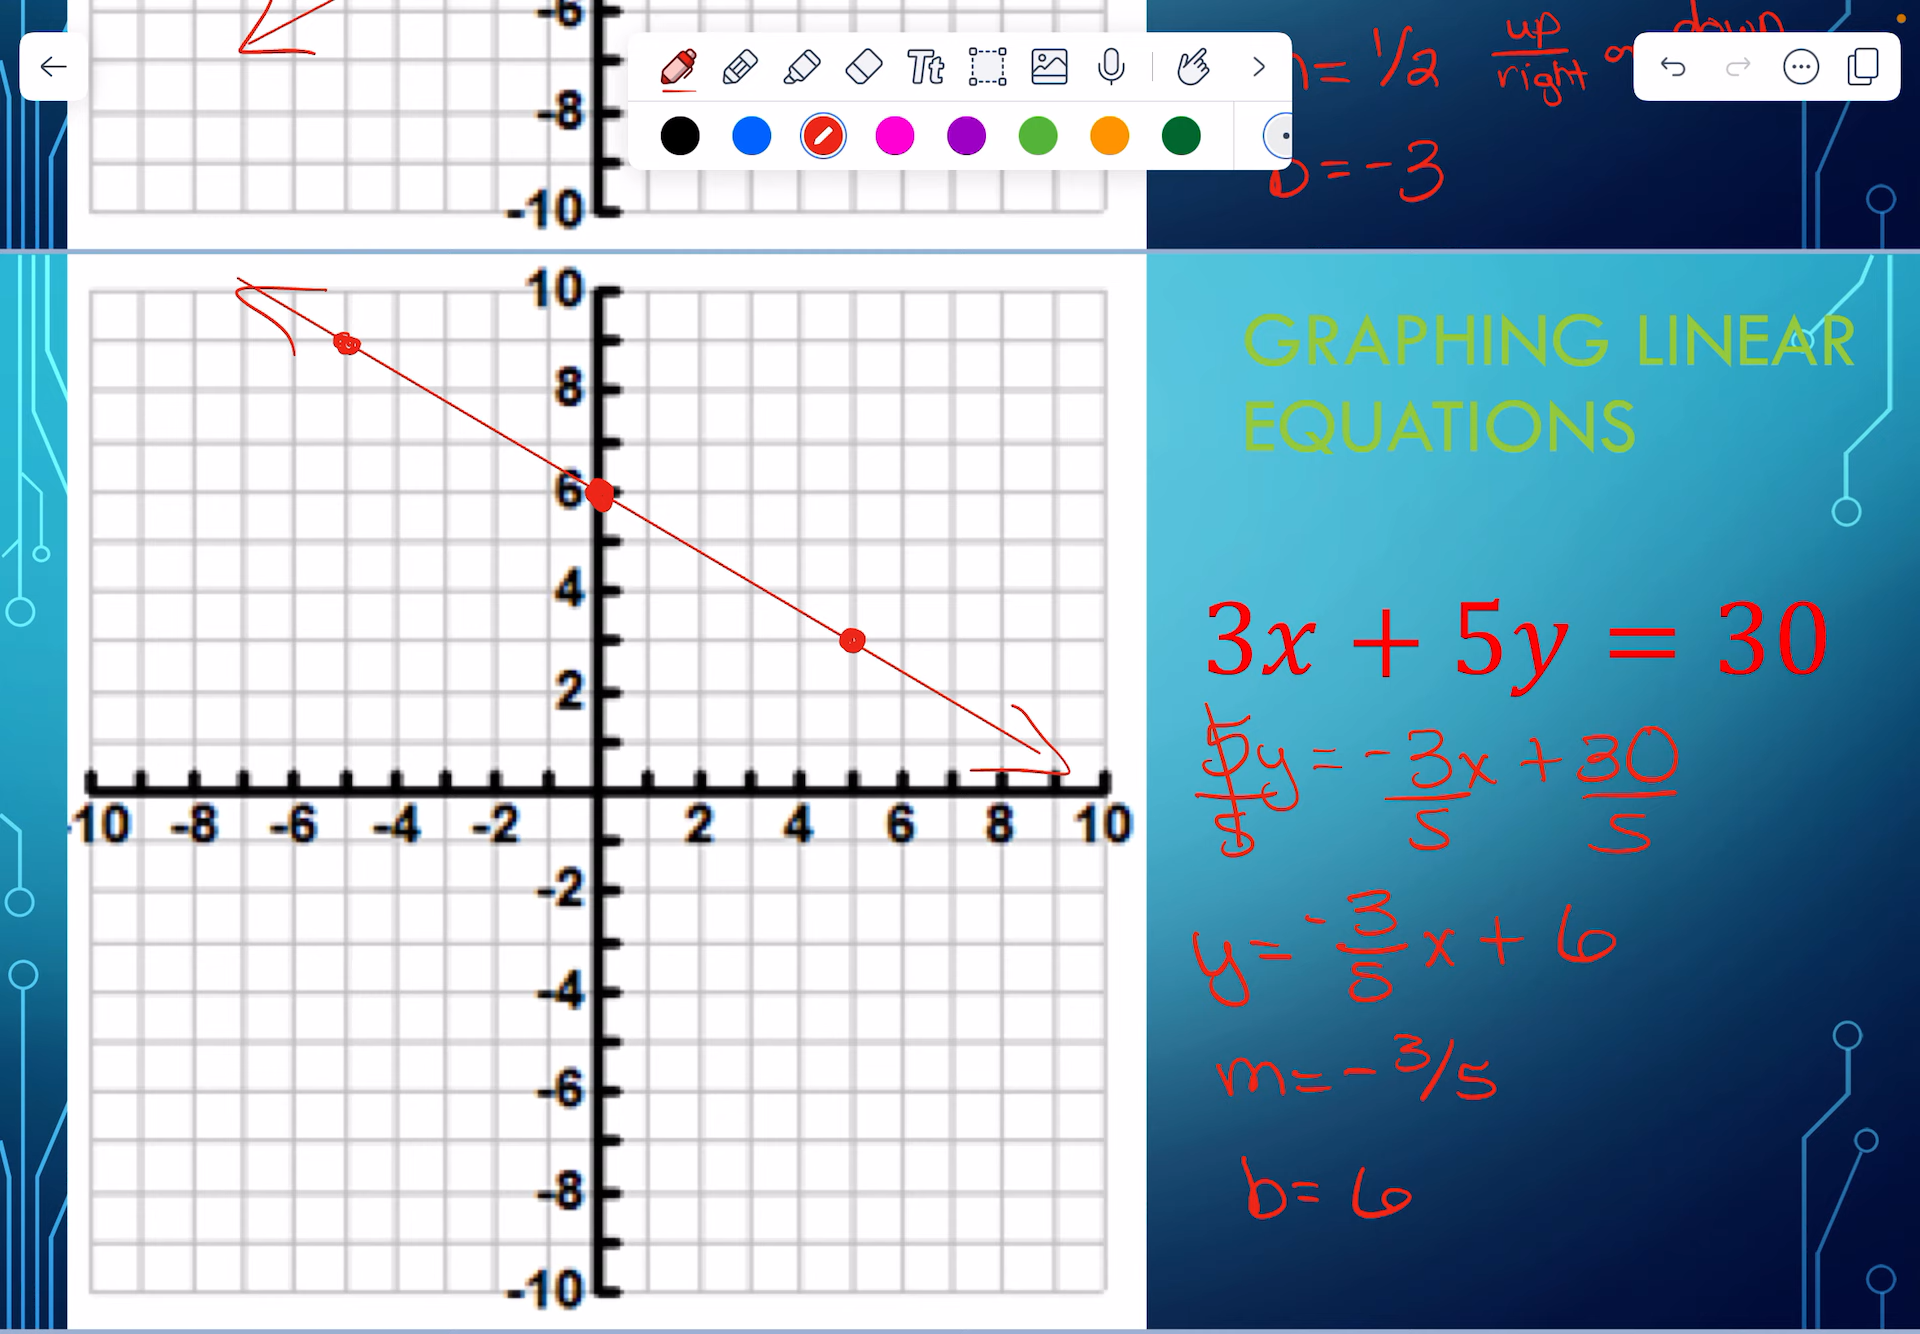 -6
-8
-10
Tt
m = 1/2 up/right or down
b = -3
10
8
6
4
2
-10 -8 -6 -4 -2 2 4 6 8 10
-2
-4
-6
-8
-10
GRAPHING LINEAR
EQUATIONS
3x + 5y = 30
5y/5 = -3x/5 + 30/5
y = -3/5 x + 6
m = -3/5
b = 6